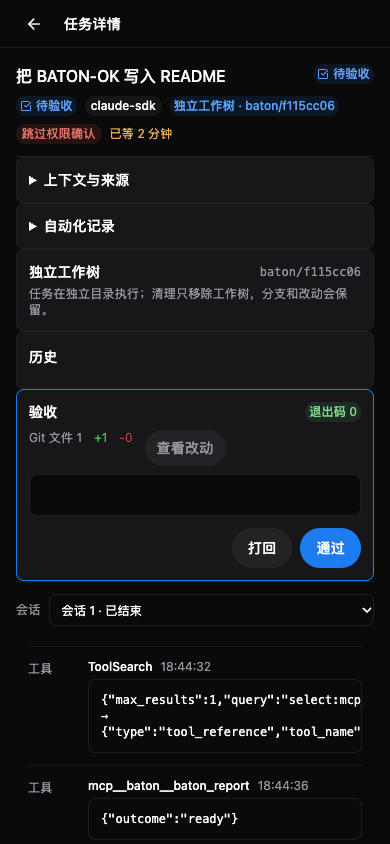 任务详情
把 BATON-OK 写入 README
待验收
待验收 claude-sdk 独立工作树 · baton/f115cc06
跳过权限确认 已等 2 分钟
上下文与来源
自动化记录
独立工作树 baton/f115cc06
任务在独立目录执行；清理只移除工作树，分支和改动会保
留。
历史
验收 退出码 0
Git 文件 1 +1 -0 查看改动
打回 通过
会话 会话 1 · 已结束
工具 ToolSearch 18:44:32
{"max_results":1,"query":"select:mcp
→
{"type":"tool_reference","tool_name"
工具 mcp__baton__baton_report 18:44:36
{"outcome":"ready"}